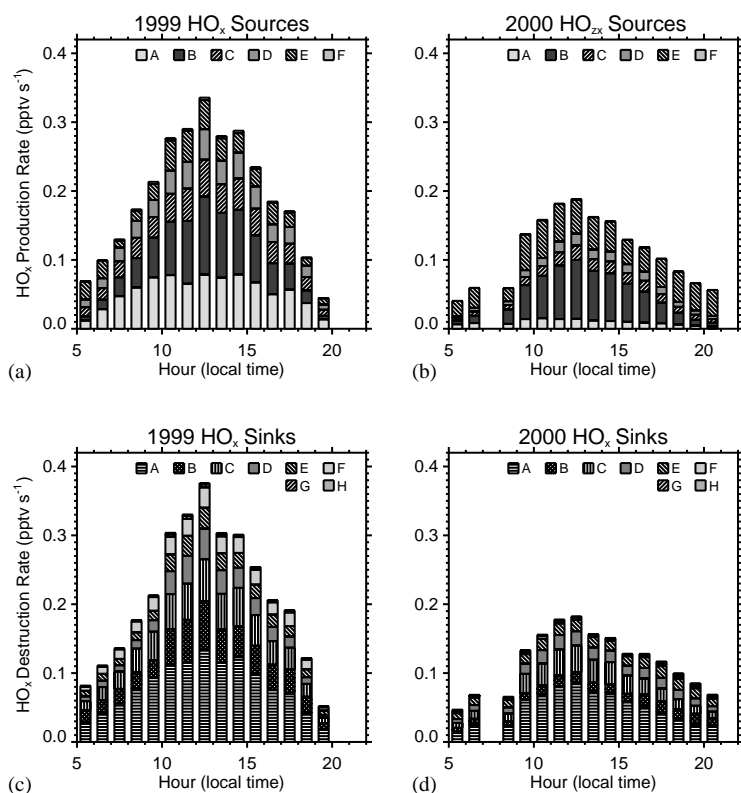 1999 HOx Sources
A B C D E F
HOx Production Rate (pptv s-1)
0.4
0.3
0.2
0.1
0.0
5 10 15 20
Hour (local time)
(a)
2000 HOzx Sources
A B C D E F
0.4
0.3
0.2
0.1
0.0
5 10 15 20
Hour (local time)
(b)
1999 HOx Sinks
A B C D E F
G H
HOx Destruction Rate (pptv s-1)
0.4
0.3
0.2
0.1
0.0
5 10 15 20
Hour (local time)
(c)
2000 HOx Sinks
A B C D E F
G H
0.4
0.3
0.2
0.1
0.0
5 10 15 20
Hour (local time)
(d)